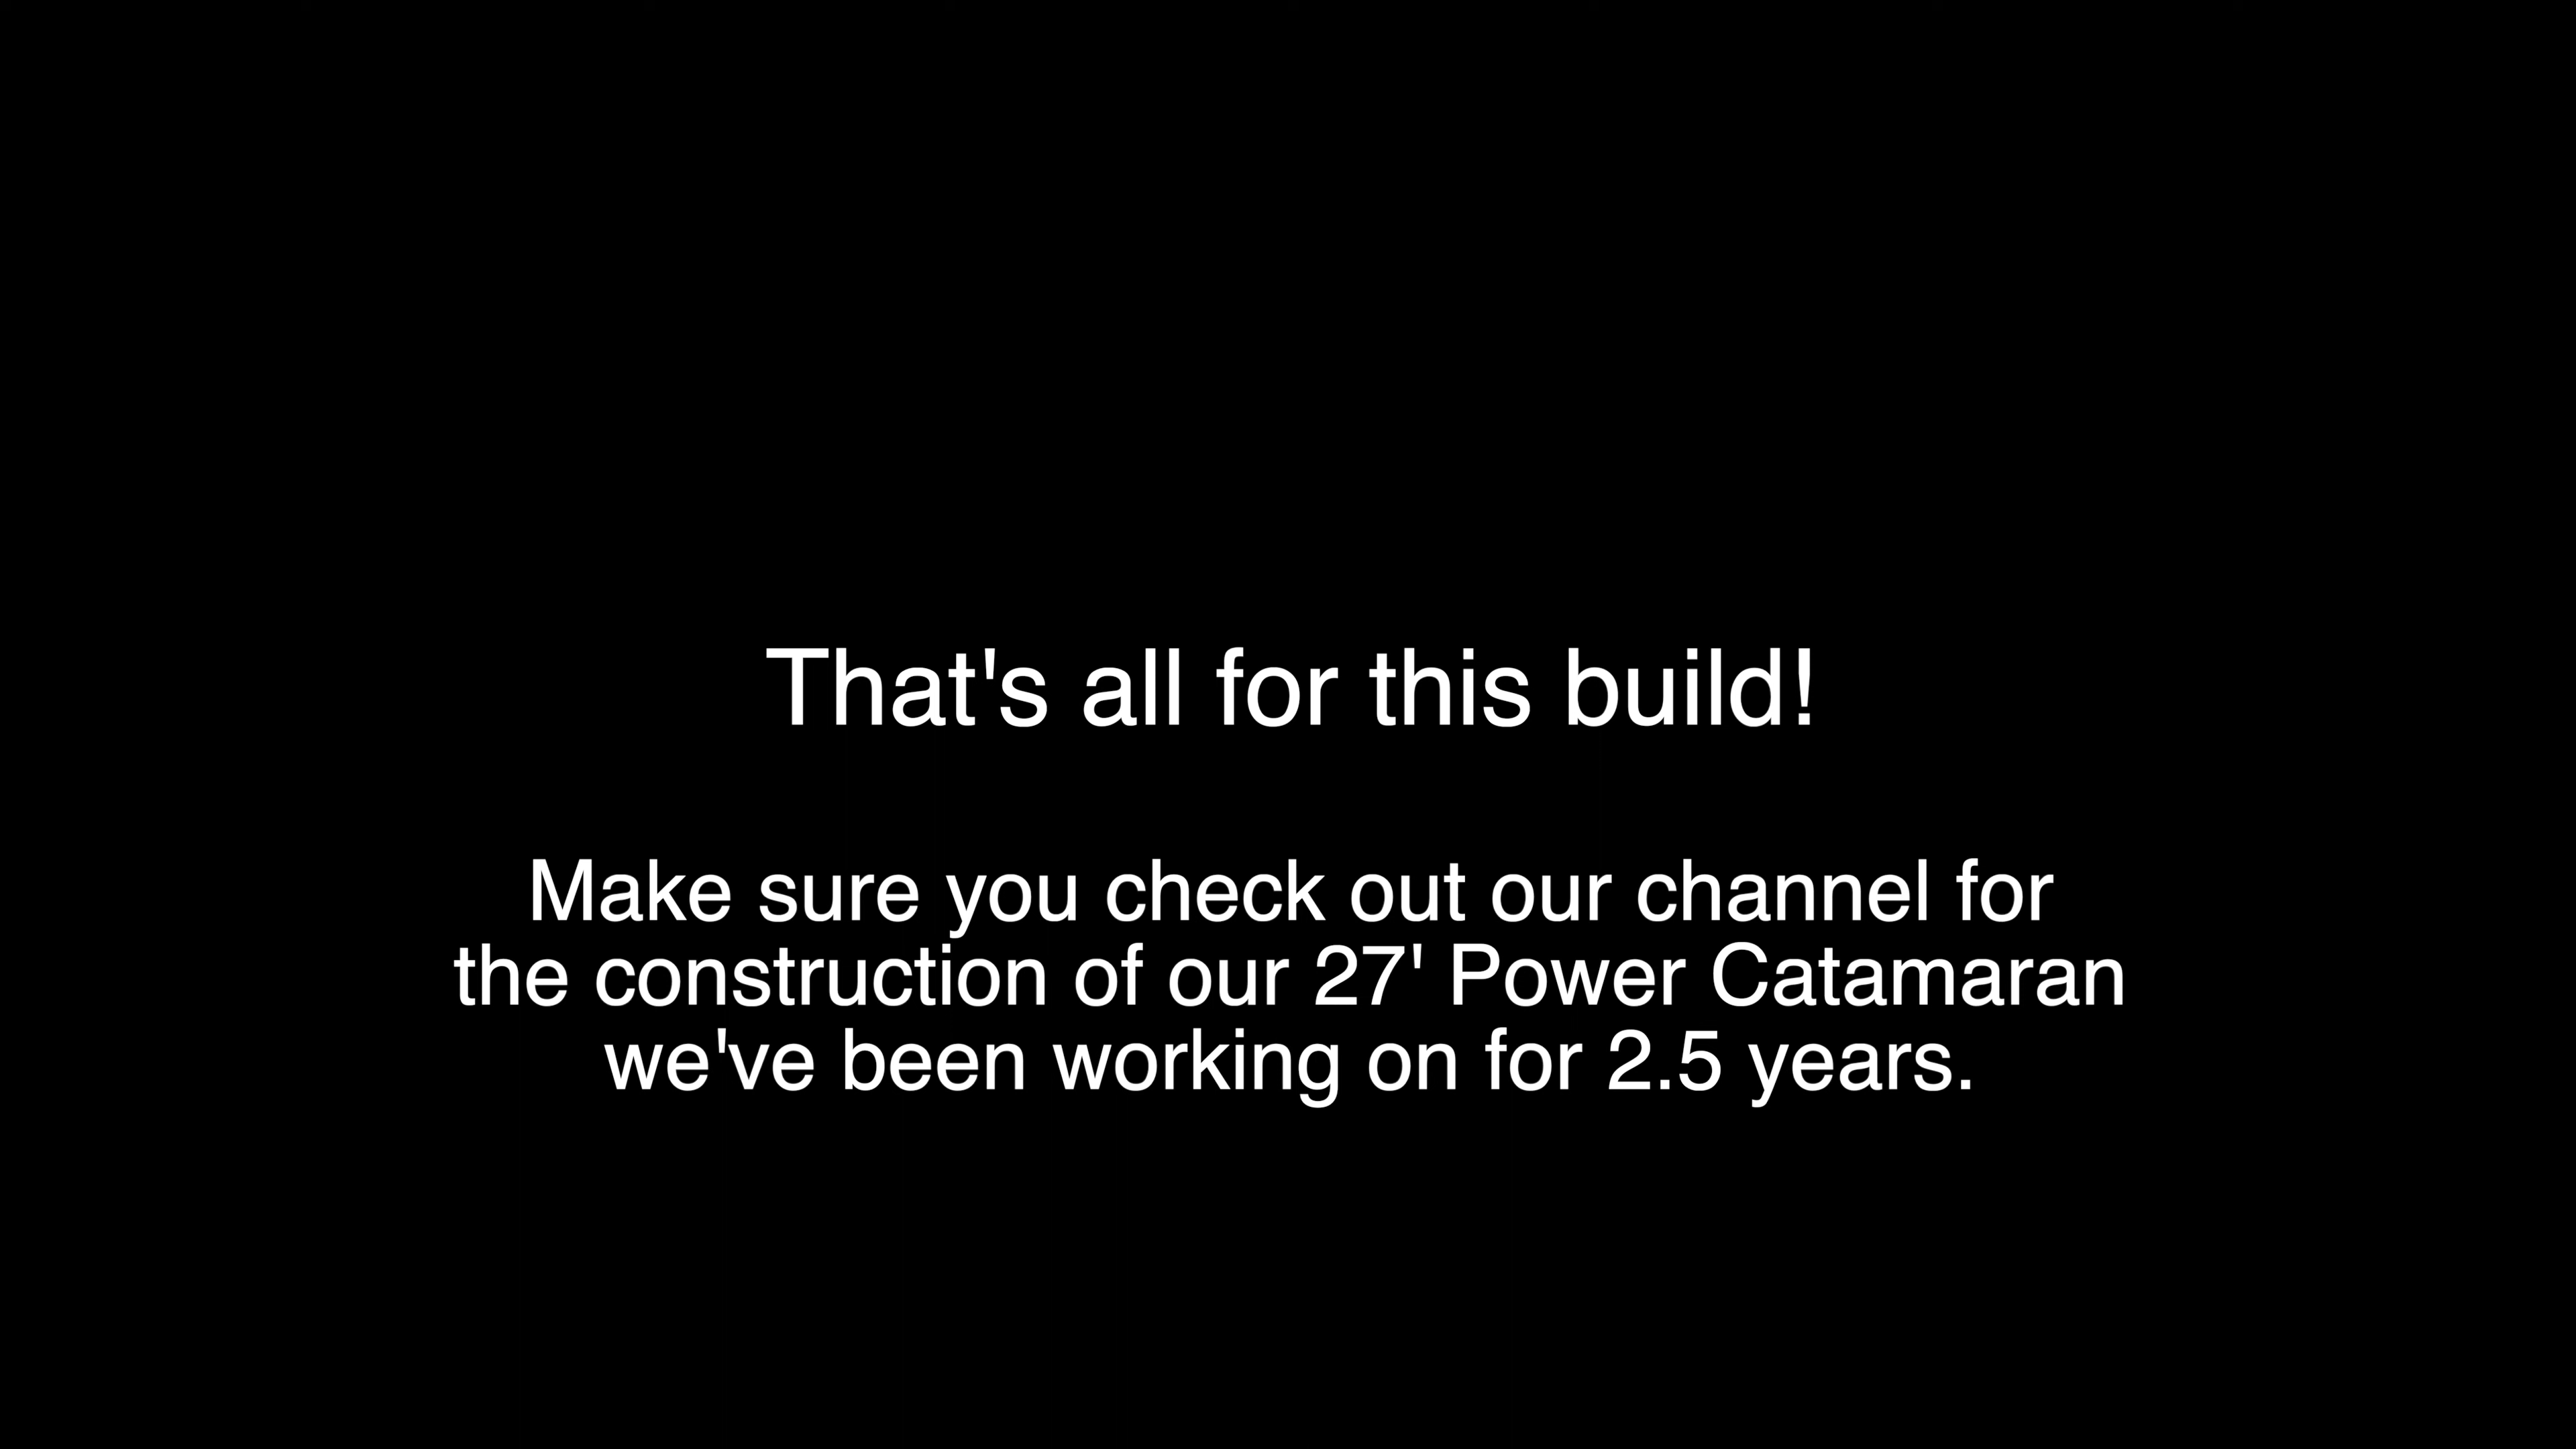 That's all for this build!
Make sure you check out our channel for
the construction of our 27' Power Catamaran
we've been working on for 2.5 years.